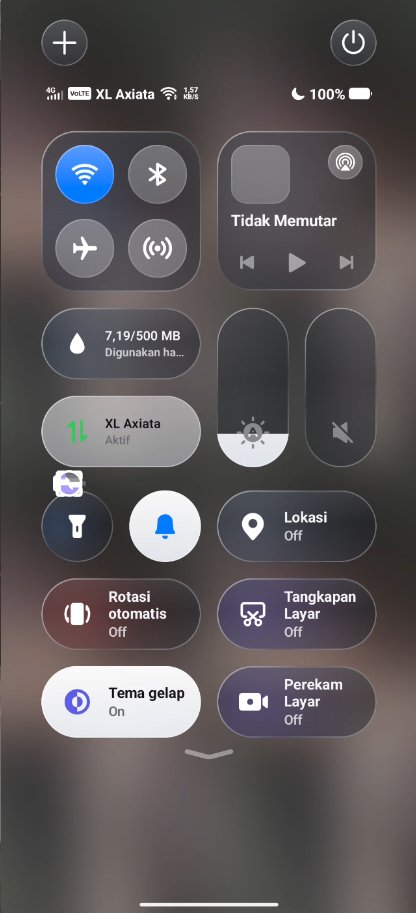 4G VoLTE XL Axiata 1,57 KB/S 100%
Tidak Memutar
7,19/500 MB
Digunakan ha...
XL Axiata
Aktif
A
Lokasi
Off
Rotasi
otomatis
Off
Tangkapan
Layar
Off
Tema gelap
On
Perekam
Layar
Off